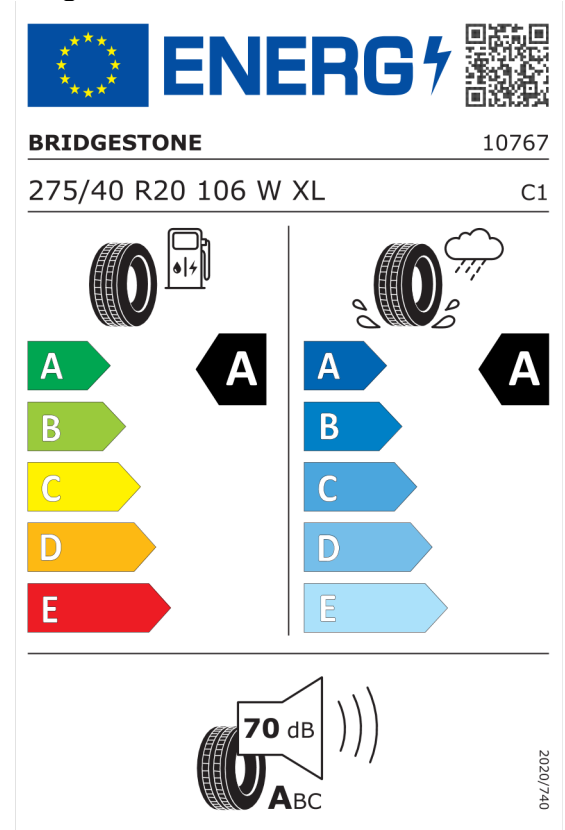 ENERG
BRIDGESTONE 10767
275/40 R20 106 W XL C1
A A A A
B B
C C
D D
E E
70 dB
ABC
2020/740